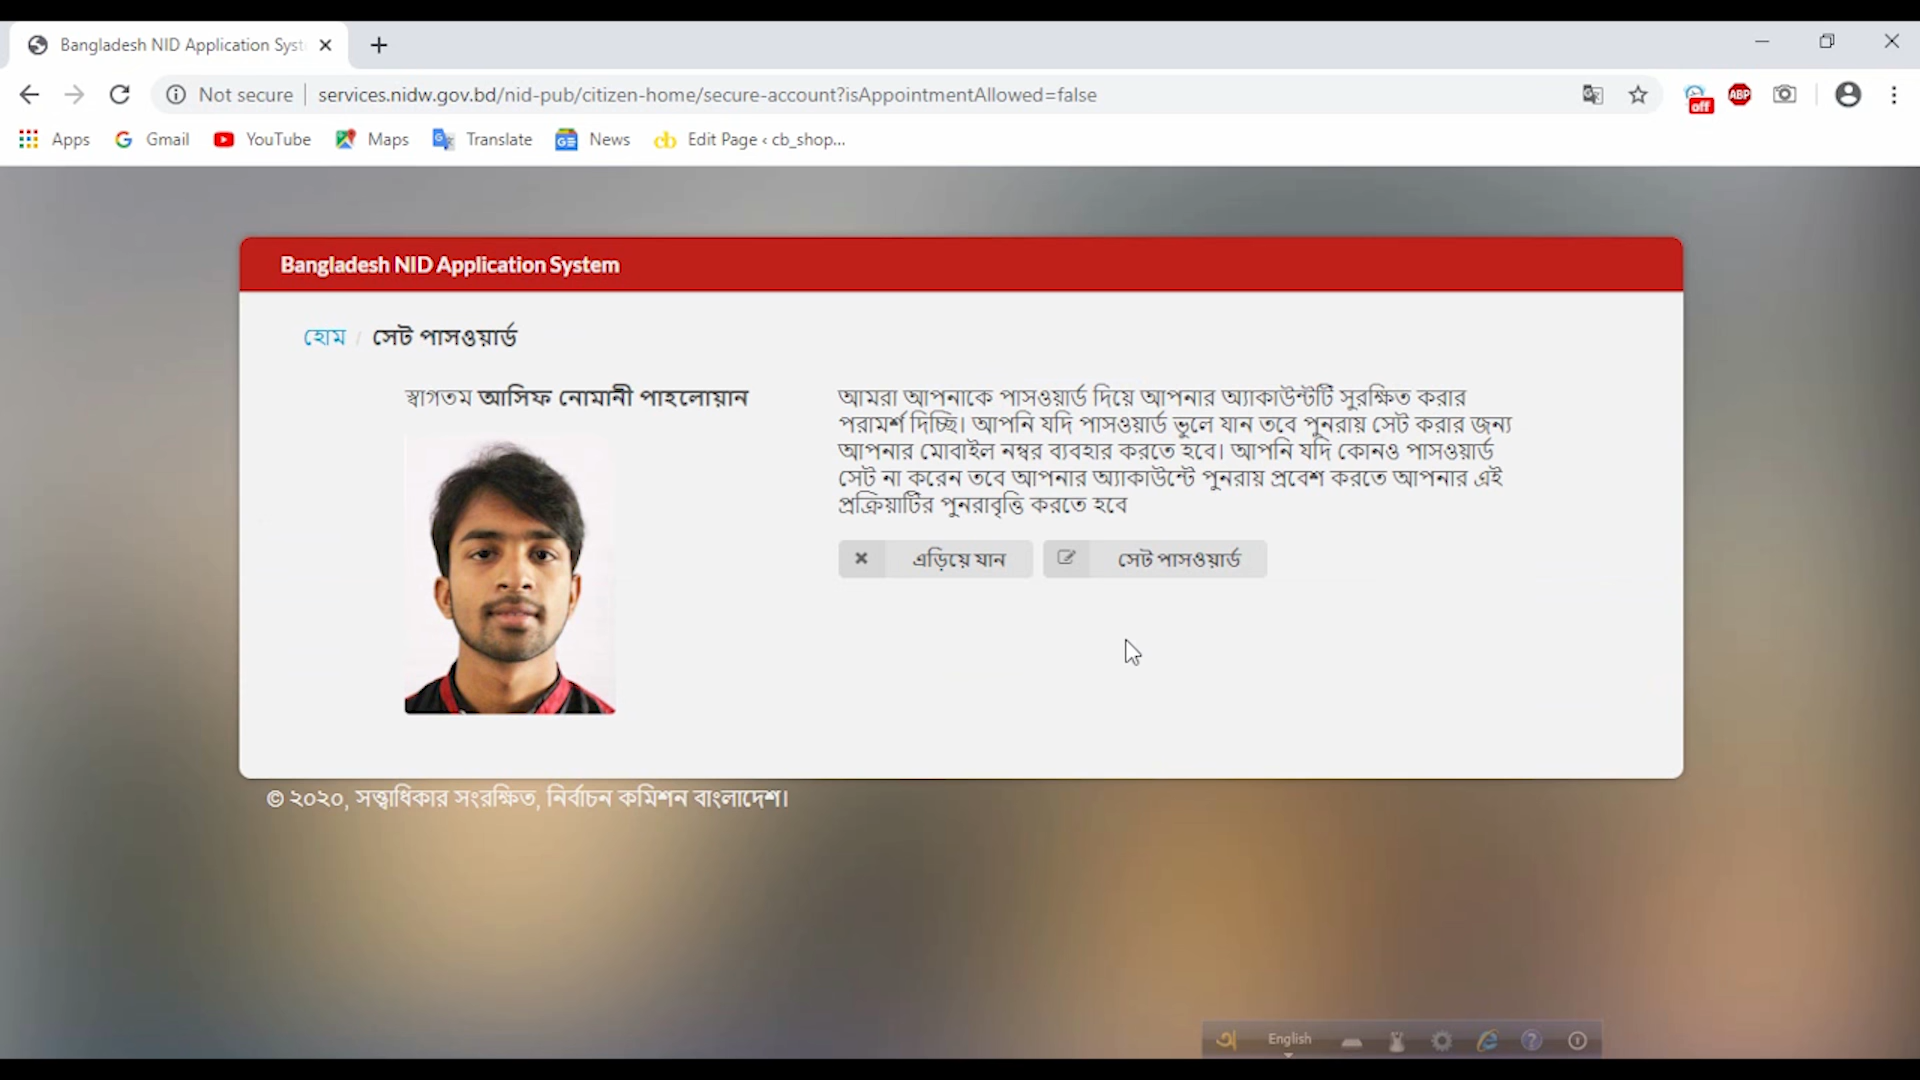 Bangladesh NID Application Syst
Not secure
services.nidw.gov.bd/nid-pub/citizen-home/secure-account?isAppointmentAllowed=false
off
ABP
Apps
Gmail
YouTube
Maps
Translate
News
cb
Edit Page ‹ cb_shop...
Bangladesh NID Application System
হোম / সেট পাসওয়ার্ড
স্বাগতম আসিফ নোমানী পাহলোয়ান
আমরা আপনাকে পাসওয়ার্ড দিয়ে আপনার অ্যাকাউন্টটি সুরক্ষিত করার
পরামর্শ দিচ্ছি। আপনি যদি পাসওয়ার্ড ভুলে যান তবে পুনরায় সেট করার জন্য
আপনার মোবাইল নম্বর ব্যবহার করতে হবে। আপনি যদি কোনও পাসওয়ার্ড
সেট না করেন তবে আপনার অ্যাকাউন্টে পুনরায় প্রবেশ করতে আপনার এই
প্রক্রিয়াটির পুনরাবৃত্তি করতে হবে
এড়িয়ে যান
সেট পাসওয়ার্ড
© ২০২০, সত্ত্বাধিকার সংরক্ষিত, নির্বাচন কমিশন বাংলাদেশ।
অ English